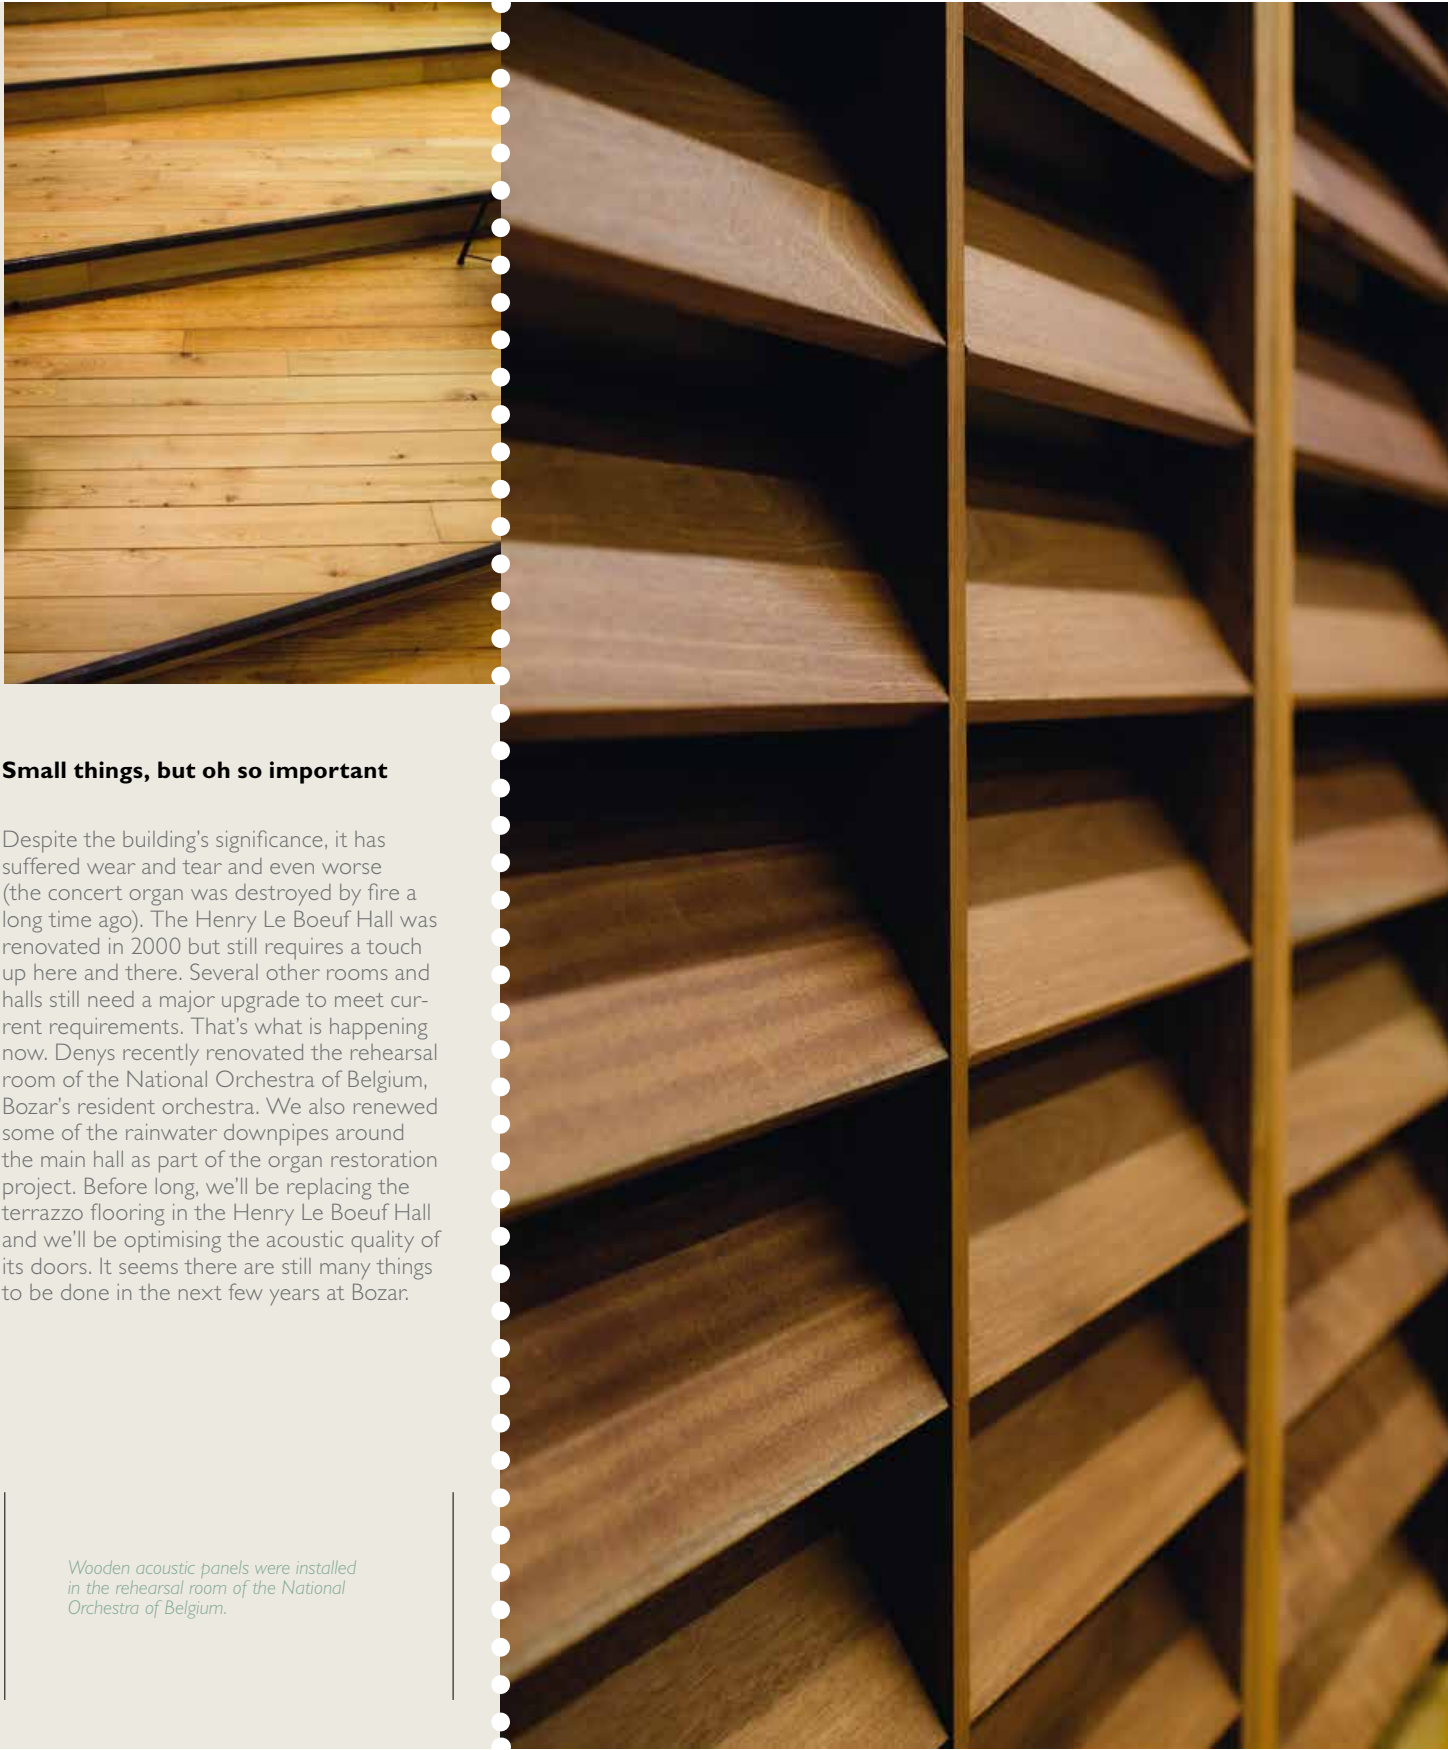 Small things, but oh so important
Despite the building’s significance, it has
suffered wear and tear and even worse
(the concert organ was destroyed by fire a
long time ago). The Henry Le Boeuf Hall was
renovated in 2000 but still requires a touch
up here and there. Several other rooms and
halls still need a major upgrade to meet cur-
rent requirements. That’s what is happening
now. Denys recently renovated the rehearsal
room of the National Orchestra of Belgium,
Bozar’s resident orchestra. We also renewed
some of the rainwater downpipes around
the main hall as part of the organ restoration
project. Before long, we’ll be replacing the
terrazzo flooring in the Henry Le Boeuf Hall
and we’ll be optimising the acoustic quality of
its doors. It seems there are still many things
to be done in the next few years at Bozar.
Wooden acoustic panels were installed
in the rehearsal room of the National
Orchestra of Belgium.